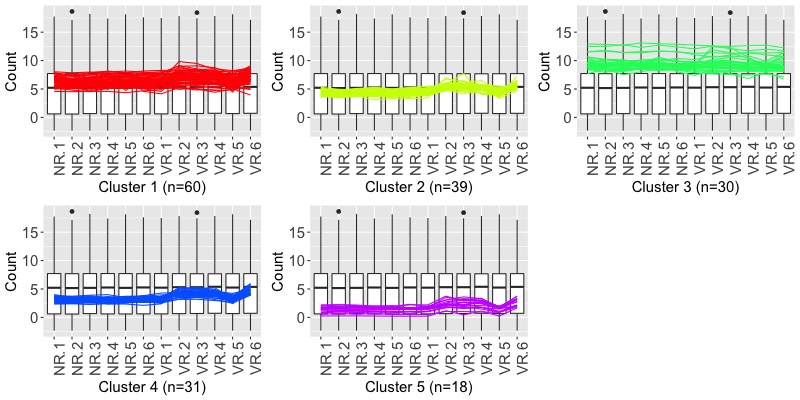 Count
15
10
5
0
NR.1
NR.2
NR.3
NR.4
NR.5
NR.6
VR.1
VR.2
VR.3
VR.4
VR.5
VR.6
Cluster 1 (n=60)
Count
15
10
5
0
NR.1
NR.2
NR.3
NR.4
NR.5
NR.6
VR.1
VR.2
VR.3
VR.4
VR.5
VR.6
Cluster 2 (n=39)
Count
15
10
5
0
NR.1
NR.2
NR.3
NR.4
NR.5
NR.6
VR.1
VR.2
VR.3
VR.4
VR.5
VR.6
Cluster 3 (n=30)
Count
15
10
5
0
NR.1
NR.2
NR.3
NR.4
NR.5
NR.6
VR.1
VR.2
VR.3
VR.4
VR.5
VR.6
Cluster 4 (n=31)
Count
15
10
5
0
NR.1
NR.2
NR.3
NR.4
NR.5
NR.6
VR.1
VR.2
VR.3
VR.4
VR.5
VR.6
Cluster 5 (n=18)